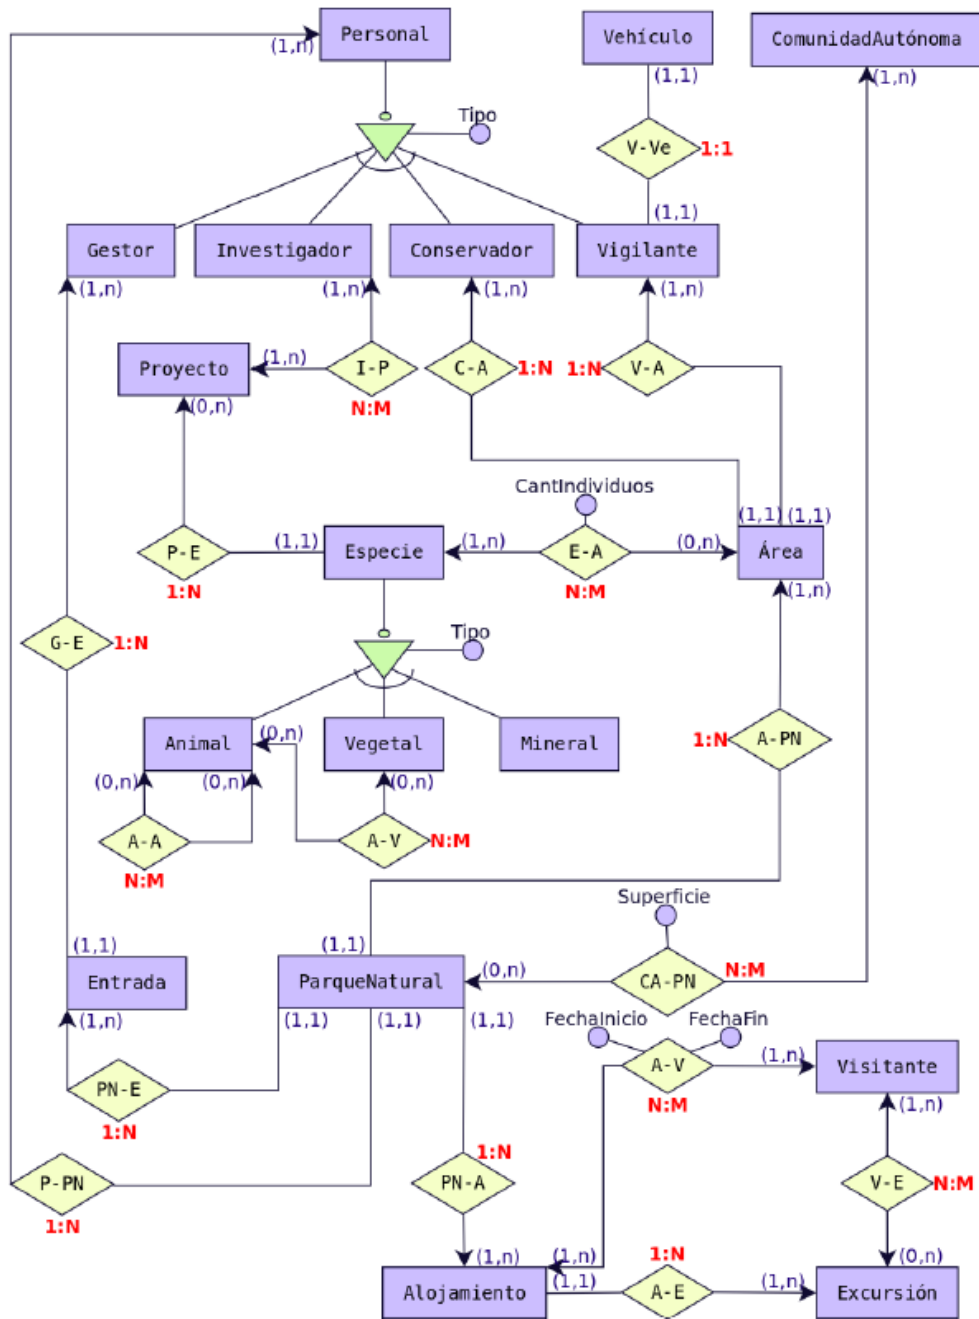 Personal
Vehículo
ComunidadAutónoma
(1,n)
(1,1)
(1,n)
Tipo
V-Ve
1:1
(1,1)
Gestor
Investigador
Conservador
Vigilante
(1,n)
(1,n)
(1,n)
(1,n)
Proyecto
(1,n)
I-P
C-A
1:N
1:N
V-A
N:M
(0,n)
CantIndividuos
(1,1)
(1,1)
P-E
(1,1)
Especie
(1,n)
E-A
(0,n)
Área
1:N
N:M
(1,n)
G-E
1:N
Tipo
Animal
(0,n)
Vegetal
Mineral
1:N
A-PN
(0,n)
(0,n)
(0,n)
A-A
A-V
N:M
N:M
Superficie
(1,1)
(1,1)
Entrada
ParqueNatural
(0,n)
CA-PN
N:M
(1,n)
(1,1)
(1,1)
(1,1)
FechaInicio
FechaFin
PN-E
A-V
(1,n)
Visitante
1:N
N:M
(1,n)
P-PN
1:N
PN-A
V-E
N:M
1:N
(1,n)
(1,n)
1:N
(0,n)
Alojamiento
(1,1)
A-E
(1,n)
Excursión